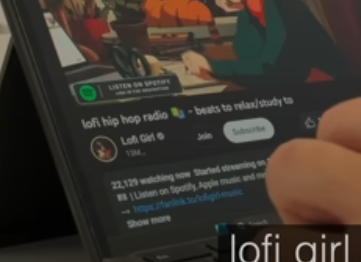 LISTEN ON SPOTIFY
lofi hip hop radio 📚 - beats to relax/study to
Lofi Girl
Join
Subscribe
13M
22,129 watching now Started streaming on
| Listen on Spotify, Apple music and mo
→ https://fanlink.to/lofigirl-music
Show more
lofi girl